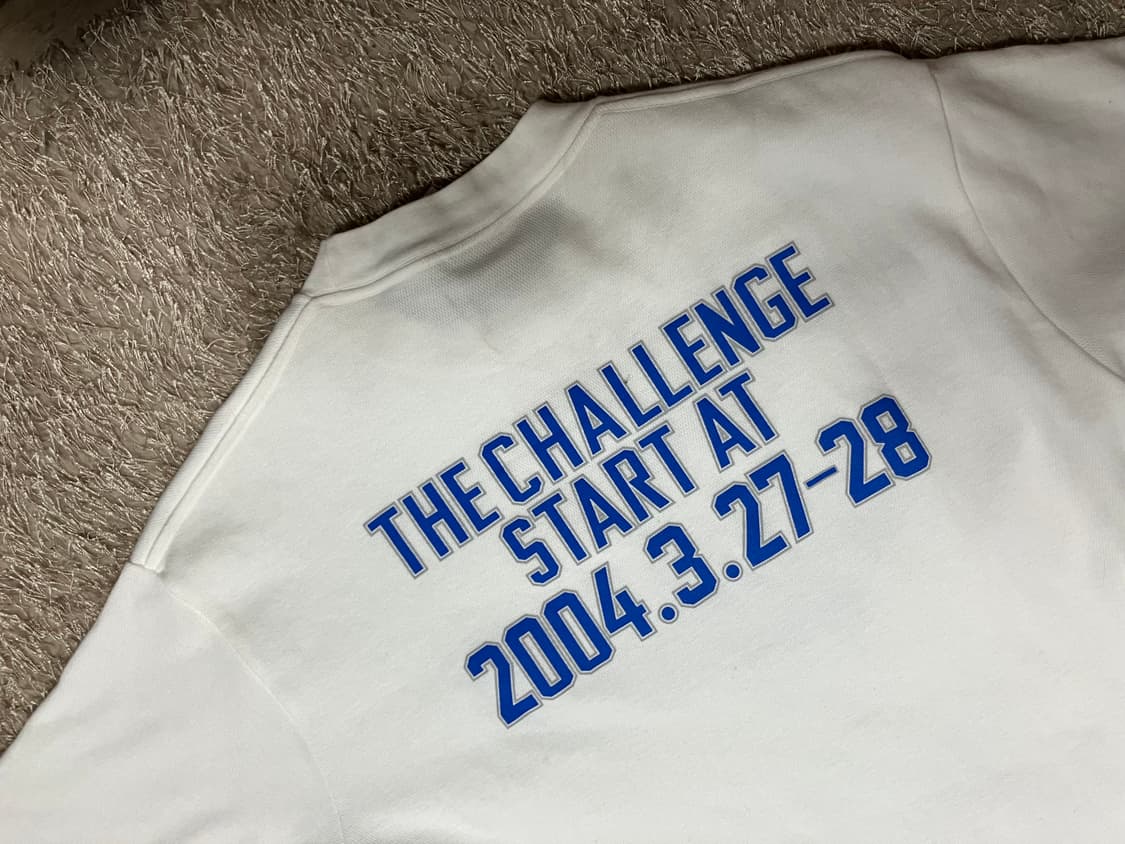 THE CHALLENGE
START AT
2004.3.27-28